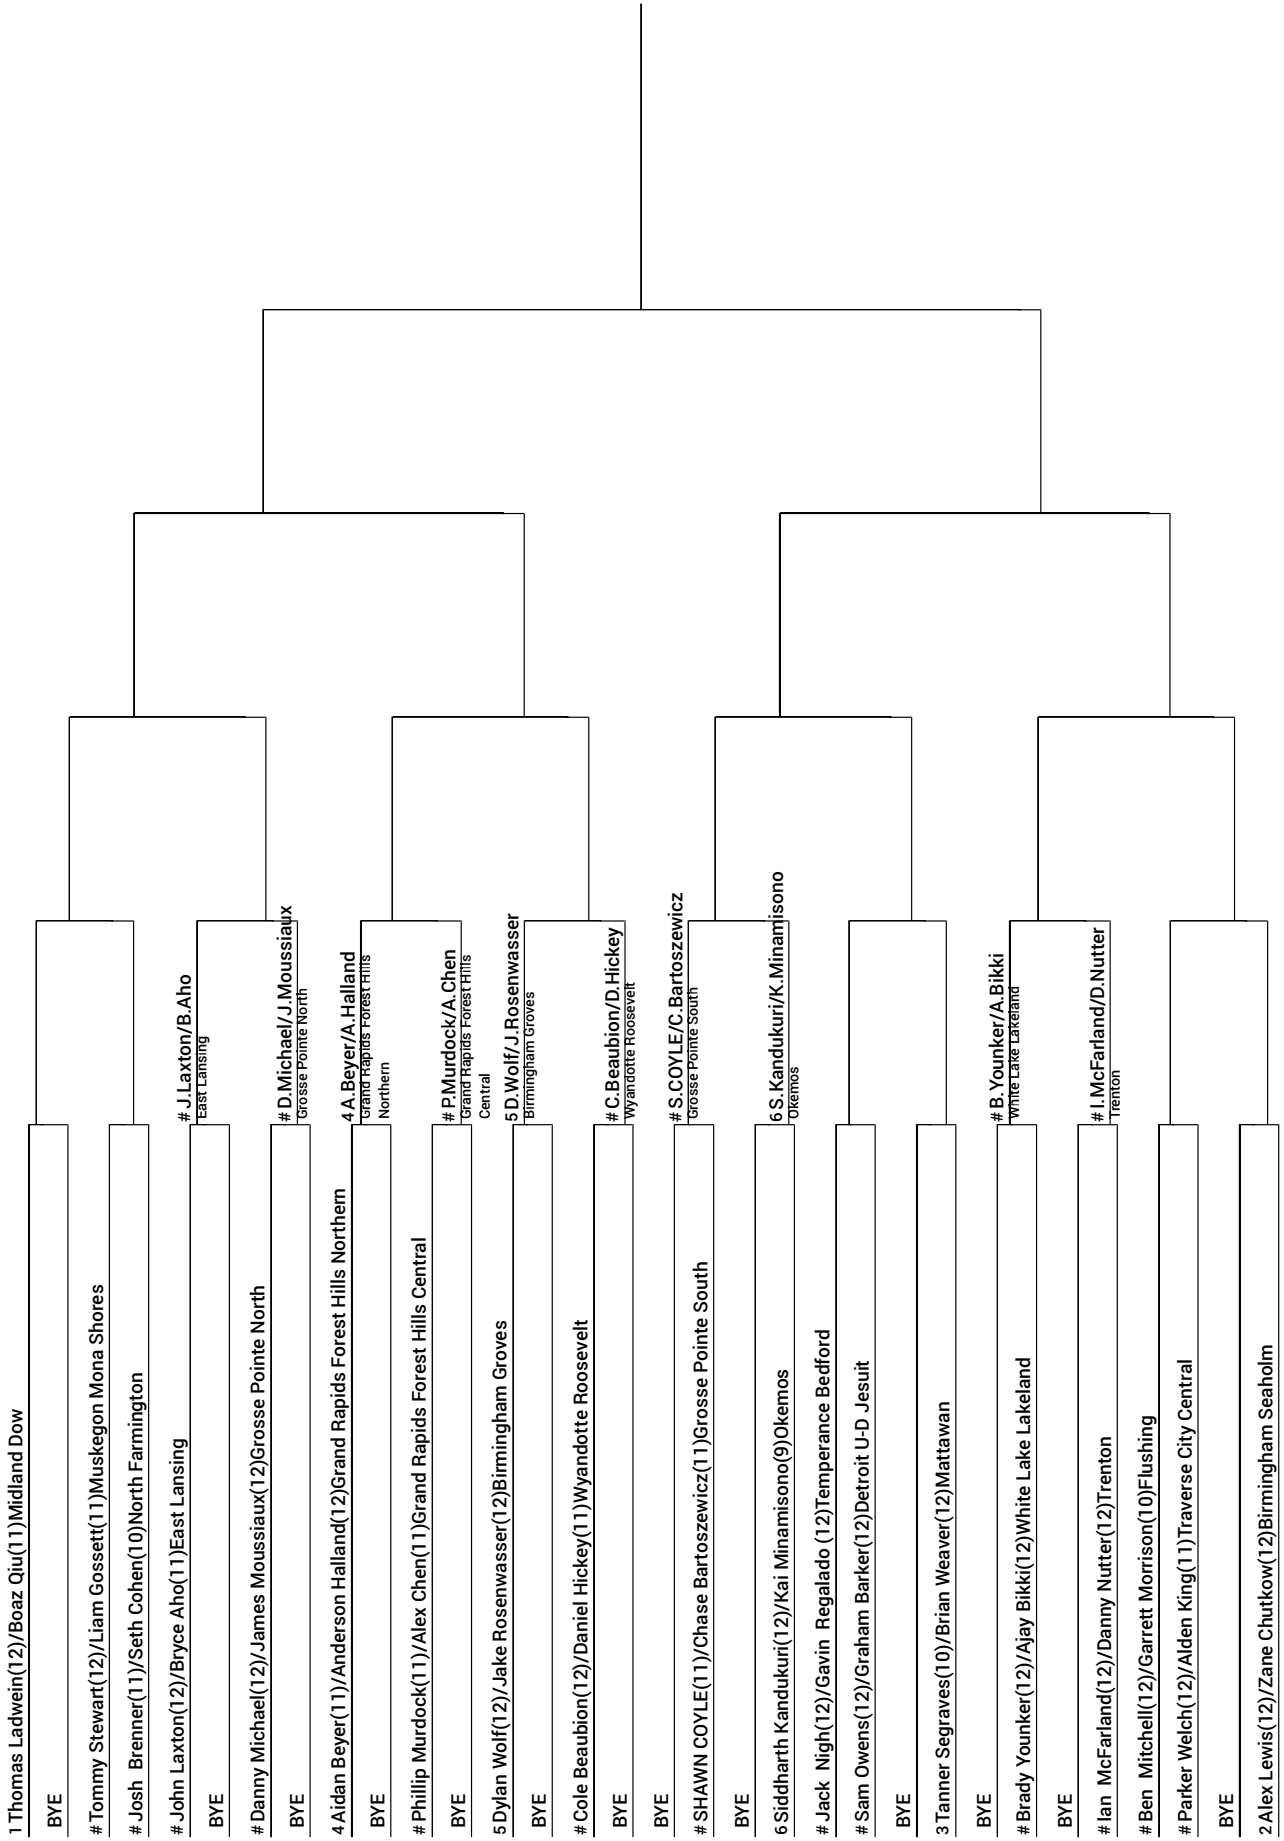 1 Thomas Ladwein(12)/Boaz Qiu(11)Midland Dow
BYE
# Tommy Stewart(12)/Liam Gossett(11)Muskegon Mona Shores
# Josh Brenner(11)/Seth Cohen(10)North Farmington
# John Laxton(12)/Bryce Aho(11)East Lansing
BYE
# Danny Michael(12)/James Moussiaux(12)Grosse Pointe North
BYE
4 Aidan Beyer(11)/Anderson Halland(12)Grand Rapids Forest Hills Northern
BYE
# Phillip Murdock(11)/Alex Chen(11)Grand Rapids Forest Hills Central
BYE
5 Dylan Wolf(12)/Jake Rosenwasser(12)Birmingham Groves
BYE
# Cole Beaubion(12)/Daniel Hickey(11)Wyandotte Roosevelt
BYE
BYE
# SHAWN COYLE(11)/Chase Bartoszewicz(11)Grosse Pointe South
BYE
6 Siddharth Kandukuri(12)/Kai Minamisono(9)Okemos
# Jack Nigh(12)/Gavin Regalado (12)Temperance Bedford
# Sam Owens(12)/Graham Barker(12)Detroit U-D Jesuit
BYE
3 Tanner Segraves(10)/Brian Weaver(12)Mattawan
BYE
# Brady Younker(12)/Ajay Bikki(12)White Lake Lakeland
BYE
# Ian McFarland(12)/Danny Nutter(12)Trenton
# Ben Mitchell(12)/Garrett Morrison(10)Flushing
# Parker Welch(12)/Alden King(11)Traverse City Central
BYE
2 Alex Lewis(12)/Zane Chutkow(12)Birmingham Seaholm
# J.Laxton/B.Aho
East Lansing
# D.Michael/J.Moussiaux
Grosse Pointe North
4 A.Beyer/A.Halland
Grand Rapids Forest Hills
Northern
# P.Murdock/A.Chen
Grand Rapids Forest Hills
Central
5 D.Wolf/J.Rosenwasser
Birmingham Groves
# C.Beaubion/D.Hickey
Wyandotte Roosevelt
# S.COYLE/C.Bartoszewicz
Grosse Pointe South
6 S.Kandukuri/K.Minamisono
Okemos
# B.Younker/A.Bikki
White Lake Lakeland
# I.McFarland/D.Nutter
Trenton